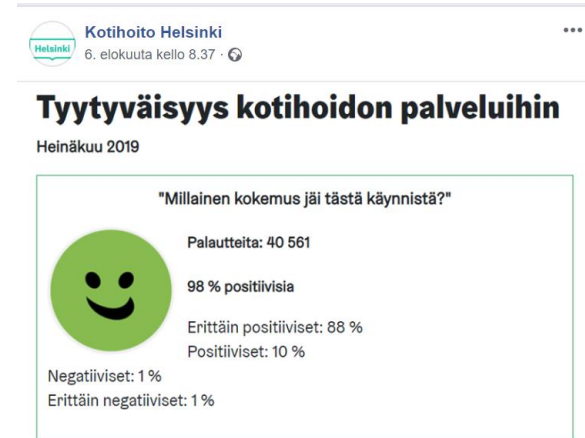 Helsinki
Kotihoito Helsinki
6. elokuuta kello 8.37 ·
Tyytyväisyys kotihoidon palveluihin
Heinäkuu 2019
"Millainen kokemus jäi tästä käynnistä?"
Palautteita: 40 561
98 % positiivisia
Erittäin positiiviset: 88 %
Positiiviset: 10 %
Negatiiviset: 1 %
Erittäin negatiiviset: 1 %